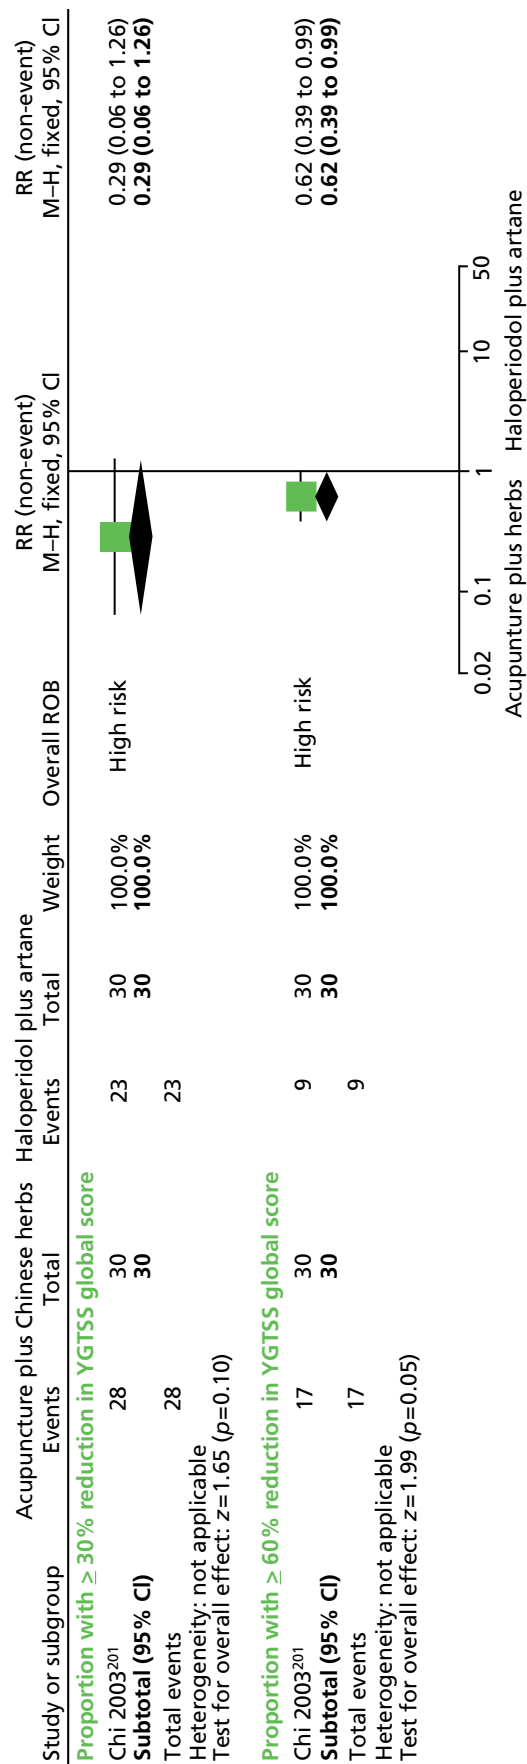 Acupuncture plus Chinese herbs Haloperidol plus artane RR (non-event) RR (non-event)
Study or subgroup Events Total Events Total Weight Overall ROB M–H, fixed, 95% CI M–H, fixed, 95% CI
Proportion with ≥ 30% reduction in YGTSS global score
Chi 2003201 28 30 23 30 100.0% High risk 0.29 (0.06 to 1.26)
Subtotal (95% CI) 30 30 100.0% 0.29 (0.06 to 1.26)
Total events 28 23
Heterogeneity: not applicable
Test for overall effect: z=1.65 (p=0.10)
Proportion with ≥ 60% reduction in YGTSS global score
Chi 2003201 17 30 9 30 100.0% High risk 0.62 (0.39 to 0.99)
Subtotal (95% CI) 30 30 100.0% 0.62 (0.39 to 0.99)
Total events 17 9
Heterogeneity: not applicable
Test for overall effect: z=1.99 (p=0.05)
0.02 0.1 1 10 50
Acupunture plus herbs Haloperiodol plus artane